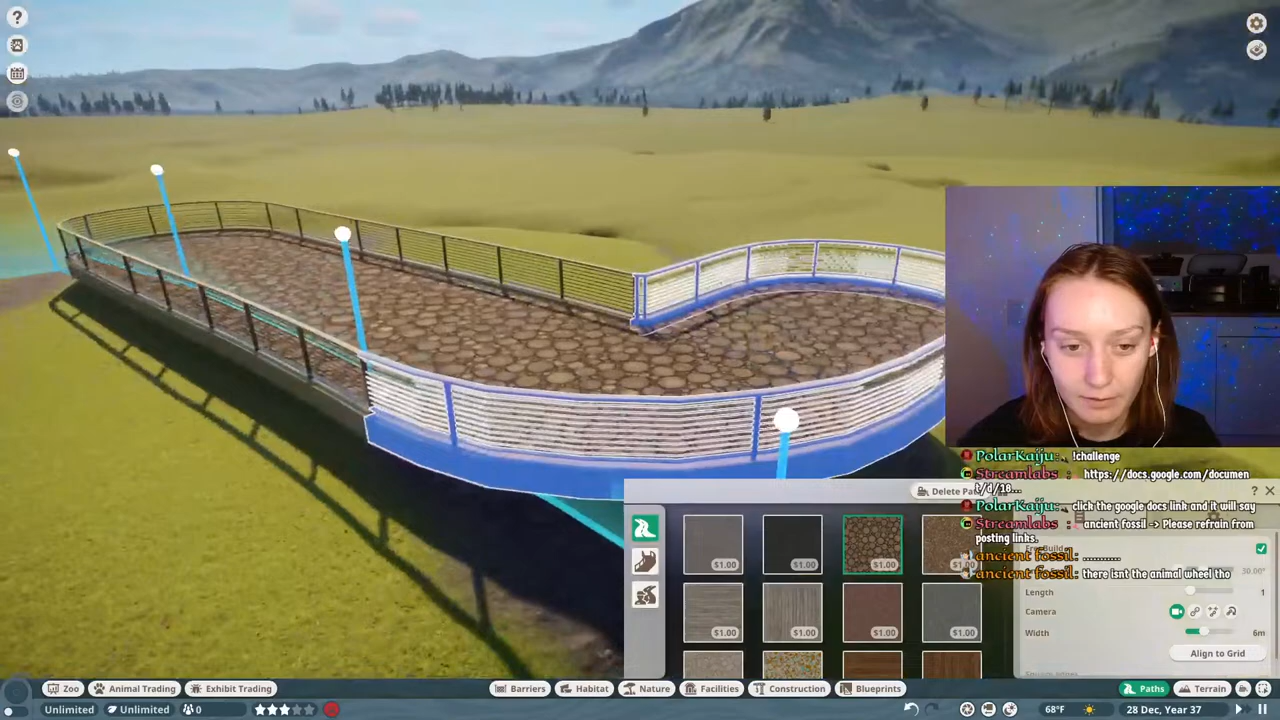 ?
PolarKaiju: , !challenge
Streamlabs : https://docs.google.com/documen
t/d/10...
PolarKaiju: , click the google docs link and it will say
Streamlabs : ancient fossil -> Please refrain from
posting links.
ancient fossil: ...........
ancient fossil: there isnt the animal wheel tho
Delete Pat
?
$1.00 $1.00 $1.00 $1.00
$1.00 $1.00 $1.00 $1.00
30.00°
Length 1
Camera
Width 6m
Align to Grid
Zoo Animal Trading Exhibit Trading Barriers Habitat Nature Facilities Construction Blueprints Paths Terrain
Unlimited Unlimited 0 68°F 28 Dec, Year 37